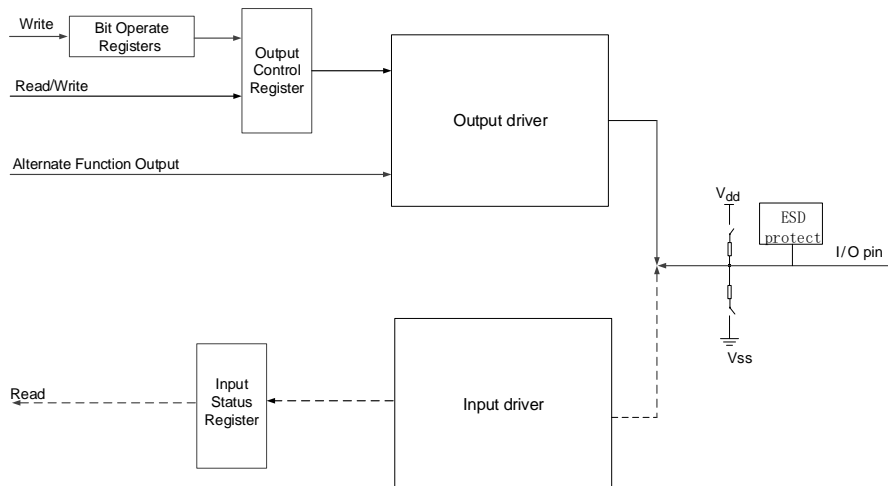 Write
Bit Operate
Registers
Output
Control
Register
Read/Write
Output driver
Alternate Function Output
Vdd
ESD
protect
I/O pin
Vss
Read
Input
Status
Register
Input driver